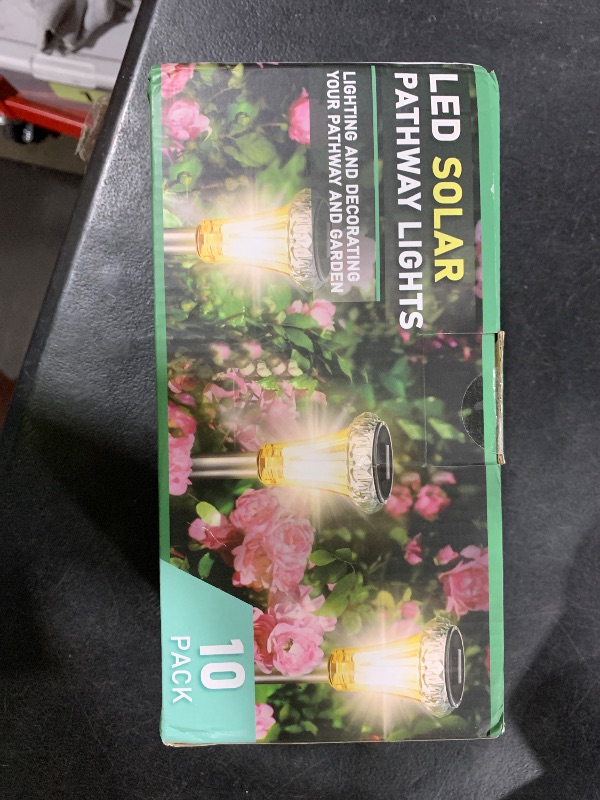 LED SOLAR
PATHWAY LIGHTS
LIGHTING AND DECORATING
YOUR PATHWAY AND GARDEN
10
PACK